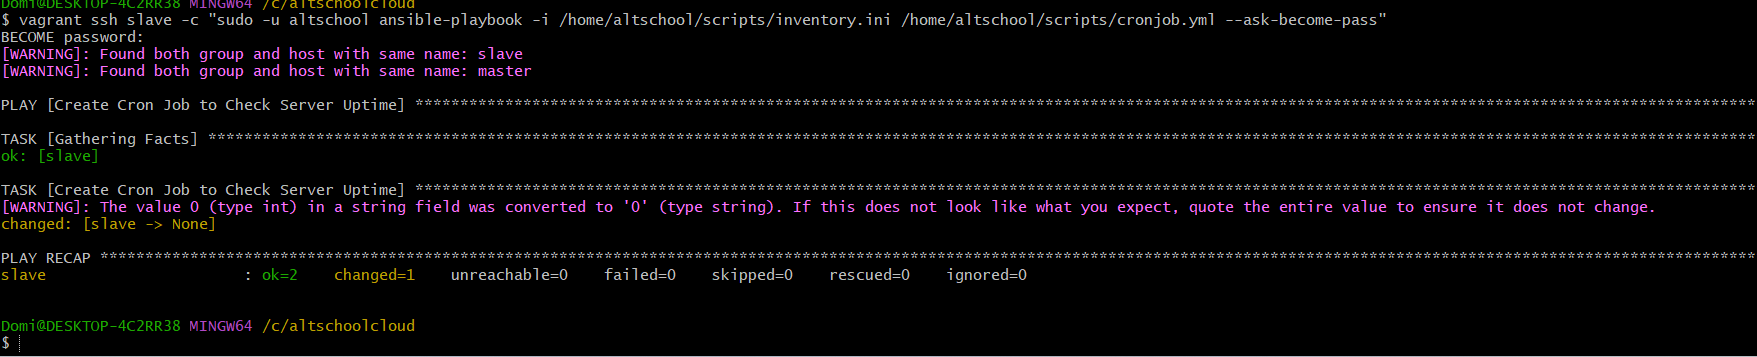 Domi@DESKTOP-4C2RR38 MINGW64 /c/altschoolcloud
$ vagrant ssh slave -c "sudo -u altschool ansible-playbook -i /home/altschool/scripts/inventory.ini /home/altschool/scripts/cronjob.yml --ask-become-pass"
BECOME password:
[WARNING]: Found both group and host with same name: slave
[WARNING]: Found both group and host with same name: master
PLAY [Create Cron Job to Check Server Uptime] *****************************************************************************************************************************************************
TASK [Gathering Facts] ****************************************************************************************************************************************************************************
ok: [slave]
TASK [Create Cron Job to Check Server Uptime] *****************************************************************************************************************************************************
[WARNING]: The value 0 (type int) in a string field was converted to '0' (type string). If this does not look like what you expect, quote the entire value to ensure it does not change.
changed: [slave -> None]
PLAY RECAP ****************************************************************************************************************************************************************************************
slave                      : ok=2    changed=1    unreachable=0    failed=0    skipped=0    rescued=0    ignored=0
Domi@DESKTOP-4C2RR38 MINGW64 /c/altschoolcloud
$